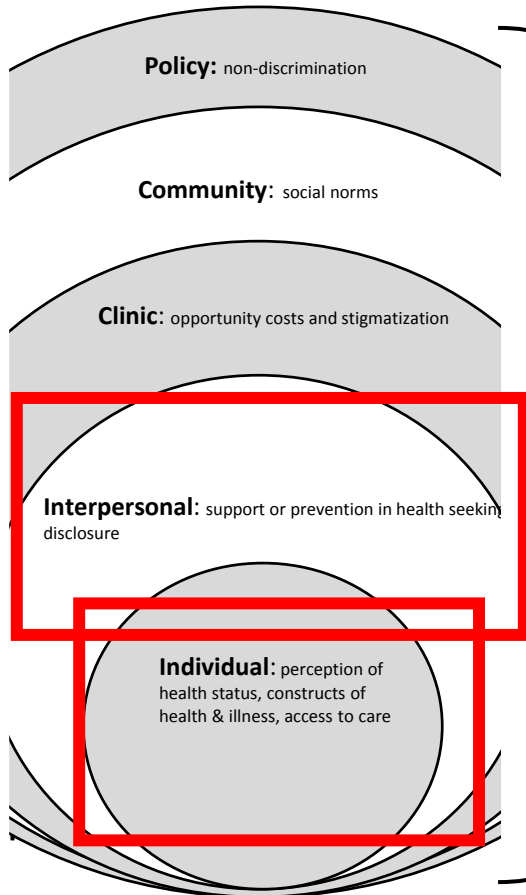 Policy: non-discrimination
Community: social norms
Clinic: opportunity costs and stigmatization
Interpersonal: support or prevention in health seeking
disclosure
Individual: perception of
health status, constructs of
health & illness, access to care